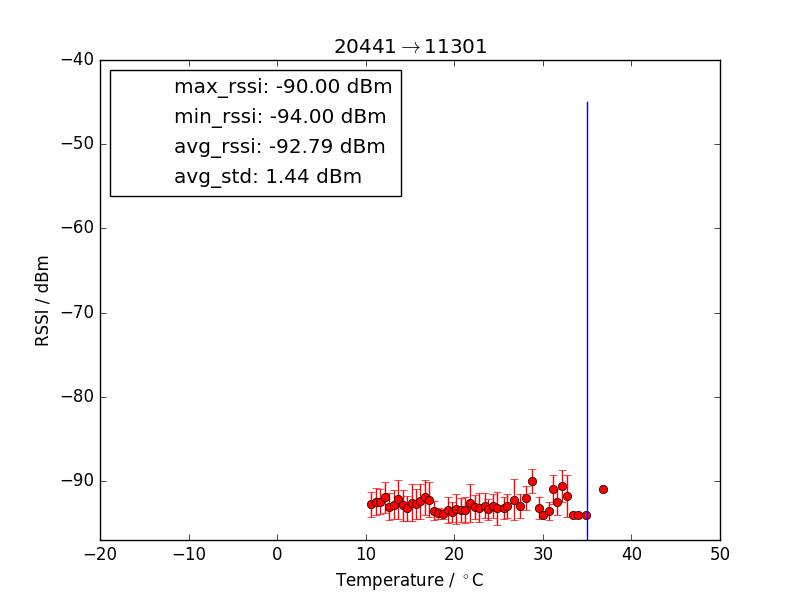 20441→11301
max_rssi: -90.00 dBm
min_rssi: -94.00 dBm
avg_rssi: -92.79 dBm
avg_std: 1.44 dBm
RSSI / dBm
−40
−50
−60
−70
−80
−90
−20 −10 0 10 20 30 40 50
Temperature / °C